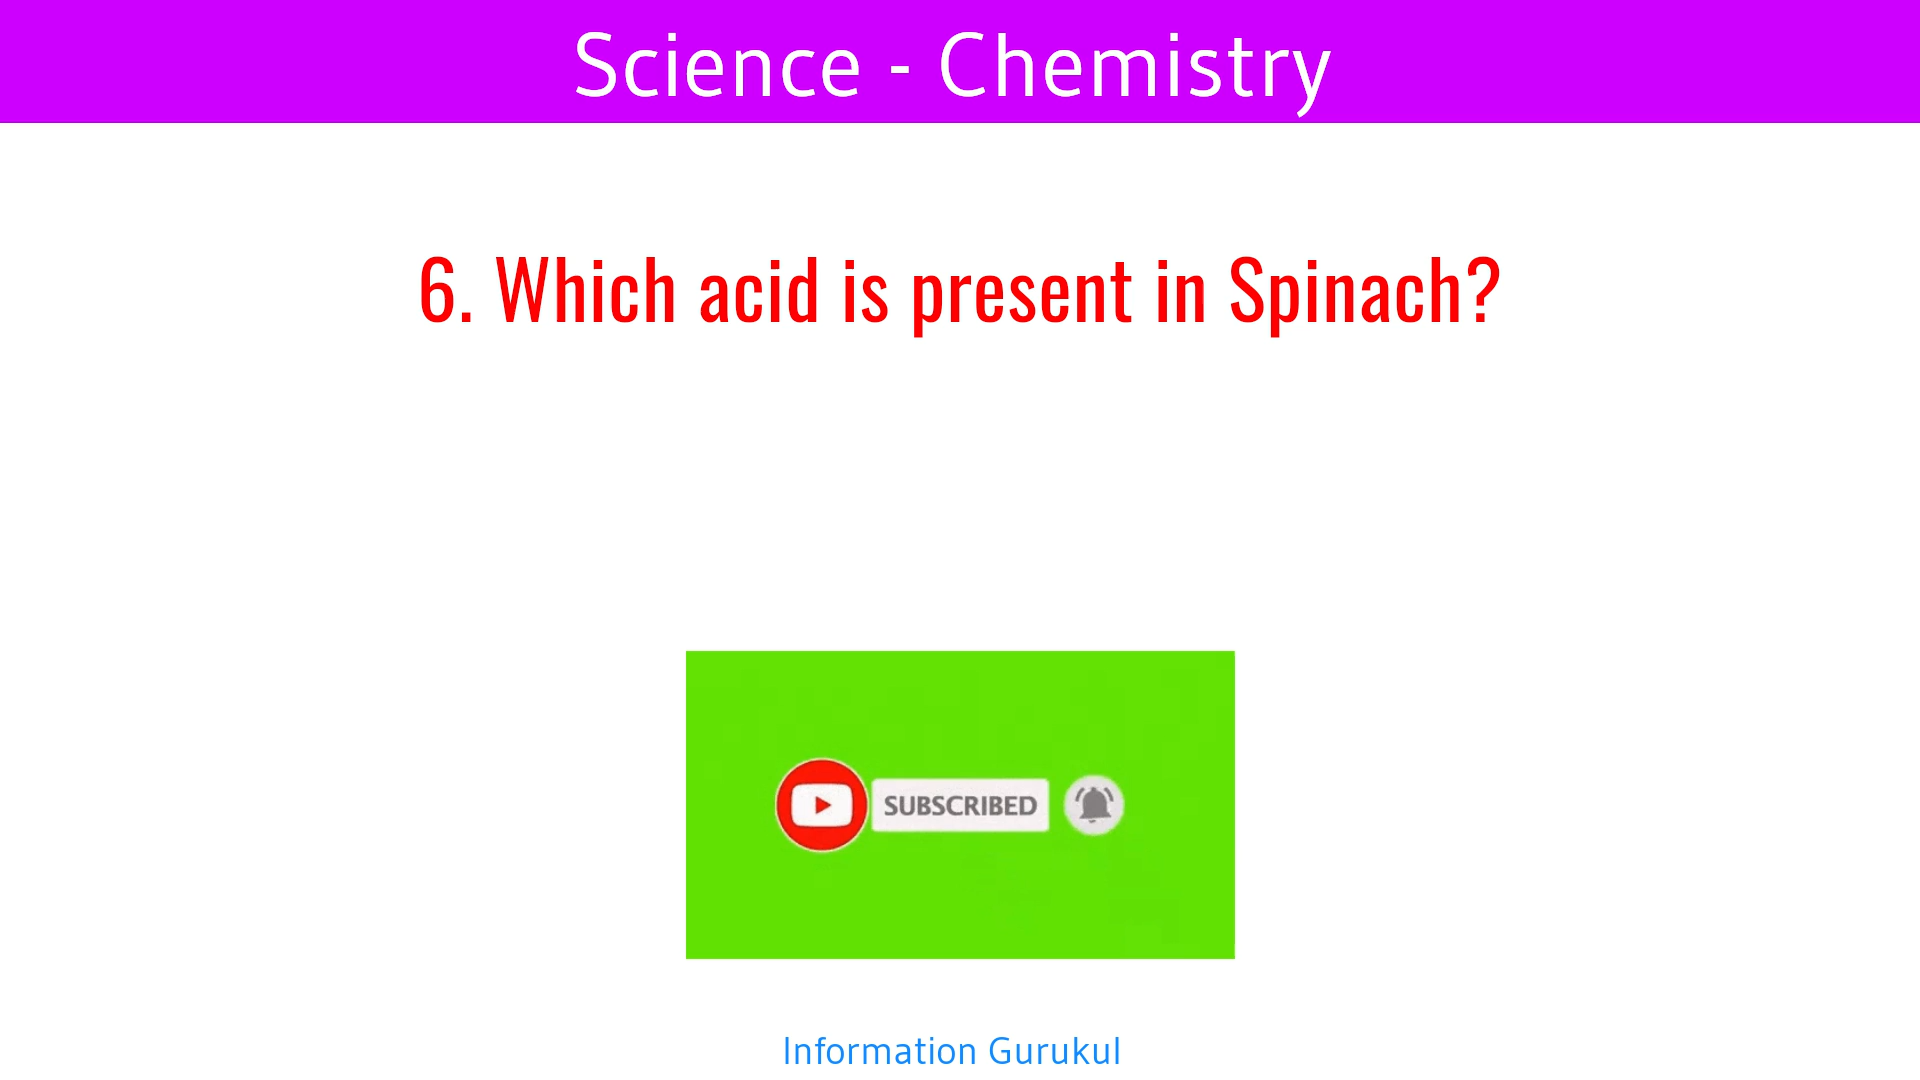 Science - Chemistry
6. Which acid is present in Spinach?
SUBSCRIBED
Information Gurukul